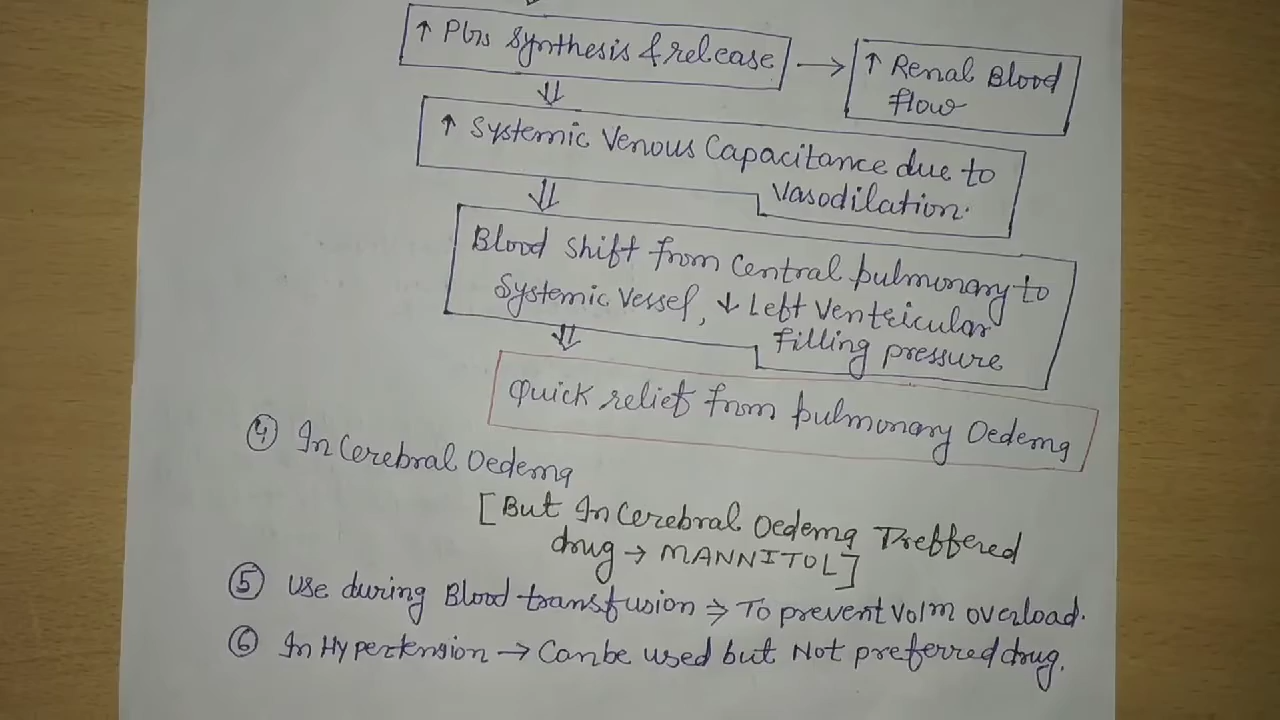 ↑ PGs Synthesis & release → ↑ Renal Blood
flow
↑ Systemic Venous Capacitance due to
Vasodilation.
Blood shift from Central pulmonary to
Systemic Vessel, ↓ Left Ventricular
filling pressure
Quick relief from pulmonary Oedema
④ In Cerebral Oedema
[But In Cerebral Oedema Preffered
drug → MANNITOL]
⑤ Use during Blood transfusion ⇒ To prevent Volm overload.
⑥ In Hypertension → Can be used but Not preferred drug.